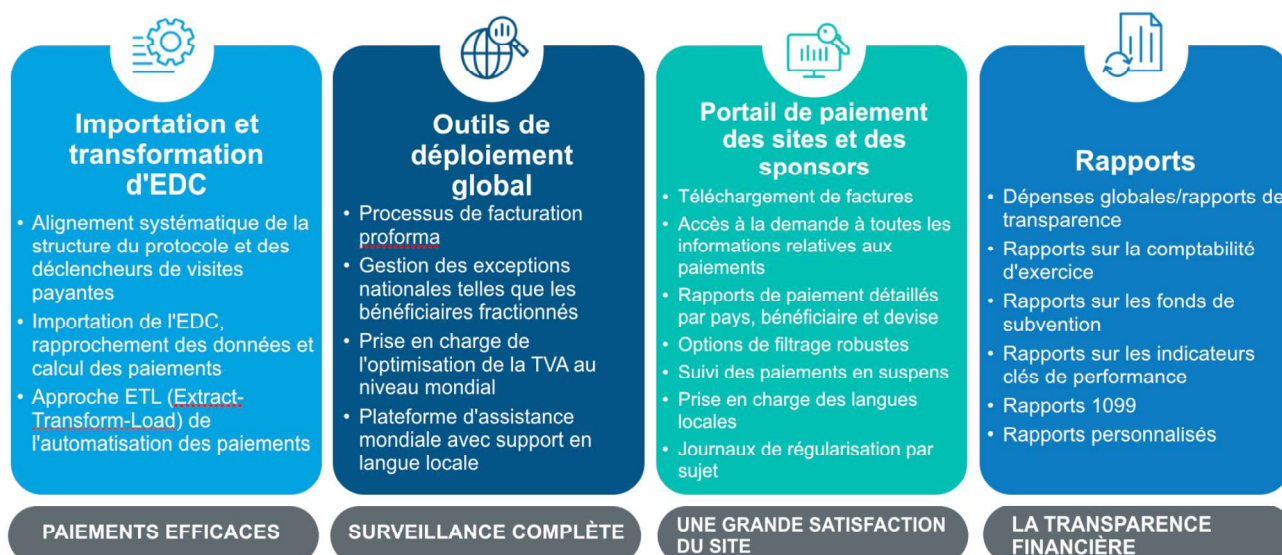 Importation et
transformation
d'EDC
• Alignement systématique de la
structure du protocole et des
déclencheurs de visites
payantes
• Importation de l'EDC,
rapprochement des données et
calcul des paiements
• Approche ETL (Extract-
Transform-Load) de
l'automatisation des paiements
PAIEMENTS EFFICACES
Outils de
déploiement
global
• Processus de facturation
proforma
• Gestion des exceptions
nationales telles que les
bénéficiaires fractionnés
• Prise en charge de
l'optimisation de la TVA au
niveau mondial
• Plateforme d'assistance
mondiale avec support en
langue locale
SURVEILLANCE COMPLÈTE
Portail de paiement
des sites et des
sponsors
• Téléchargement de factures
• Accès à la demande à toutes les
informations relatives aux
paiements
• Rapports de paiement détaillés
par pays, bénéficiaire et devise
• Options de filtrage robustes
• Suivi des paiements en suspens
• Prise en charge des langues
locales
• Journaux de régularisation par
sujet
UNE GRANDE SATISFACTION
DU SITE
Rapports
• Dépenses globales/rapports de
transparence
• Rapports sur la comptabilité
d'exercice
• Rapports sur les fonds de
subvention
• Rapports sur les indicateurs
clés de performance
• Rapports 1099
• Rapports personnalisés
LA TRANSPARENCE
FINANCIÈRE